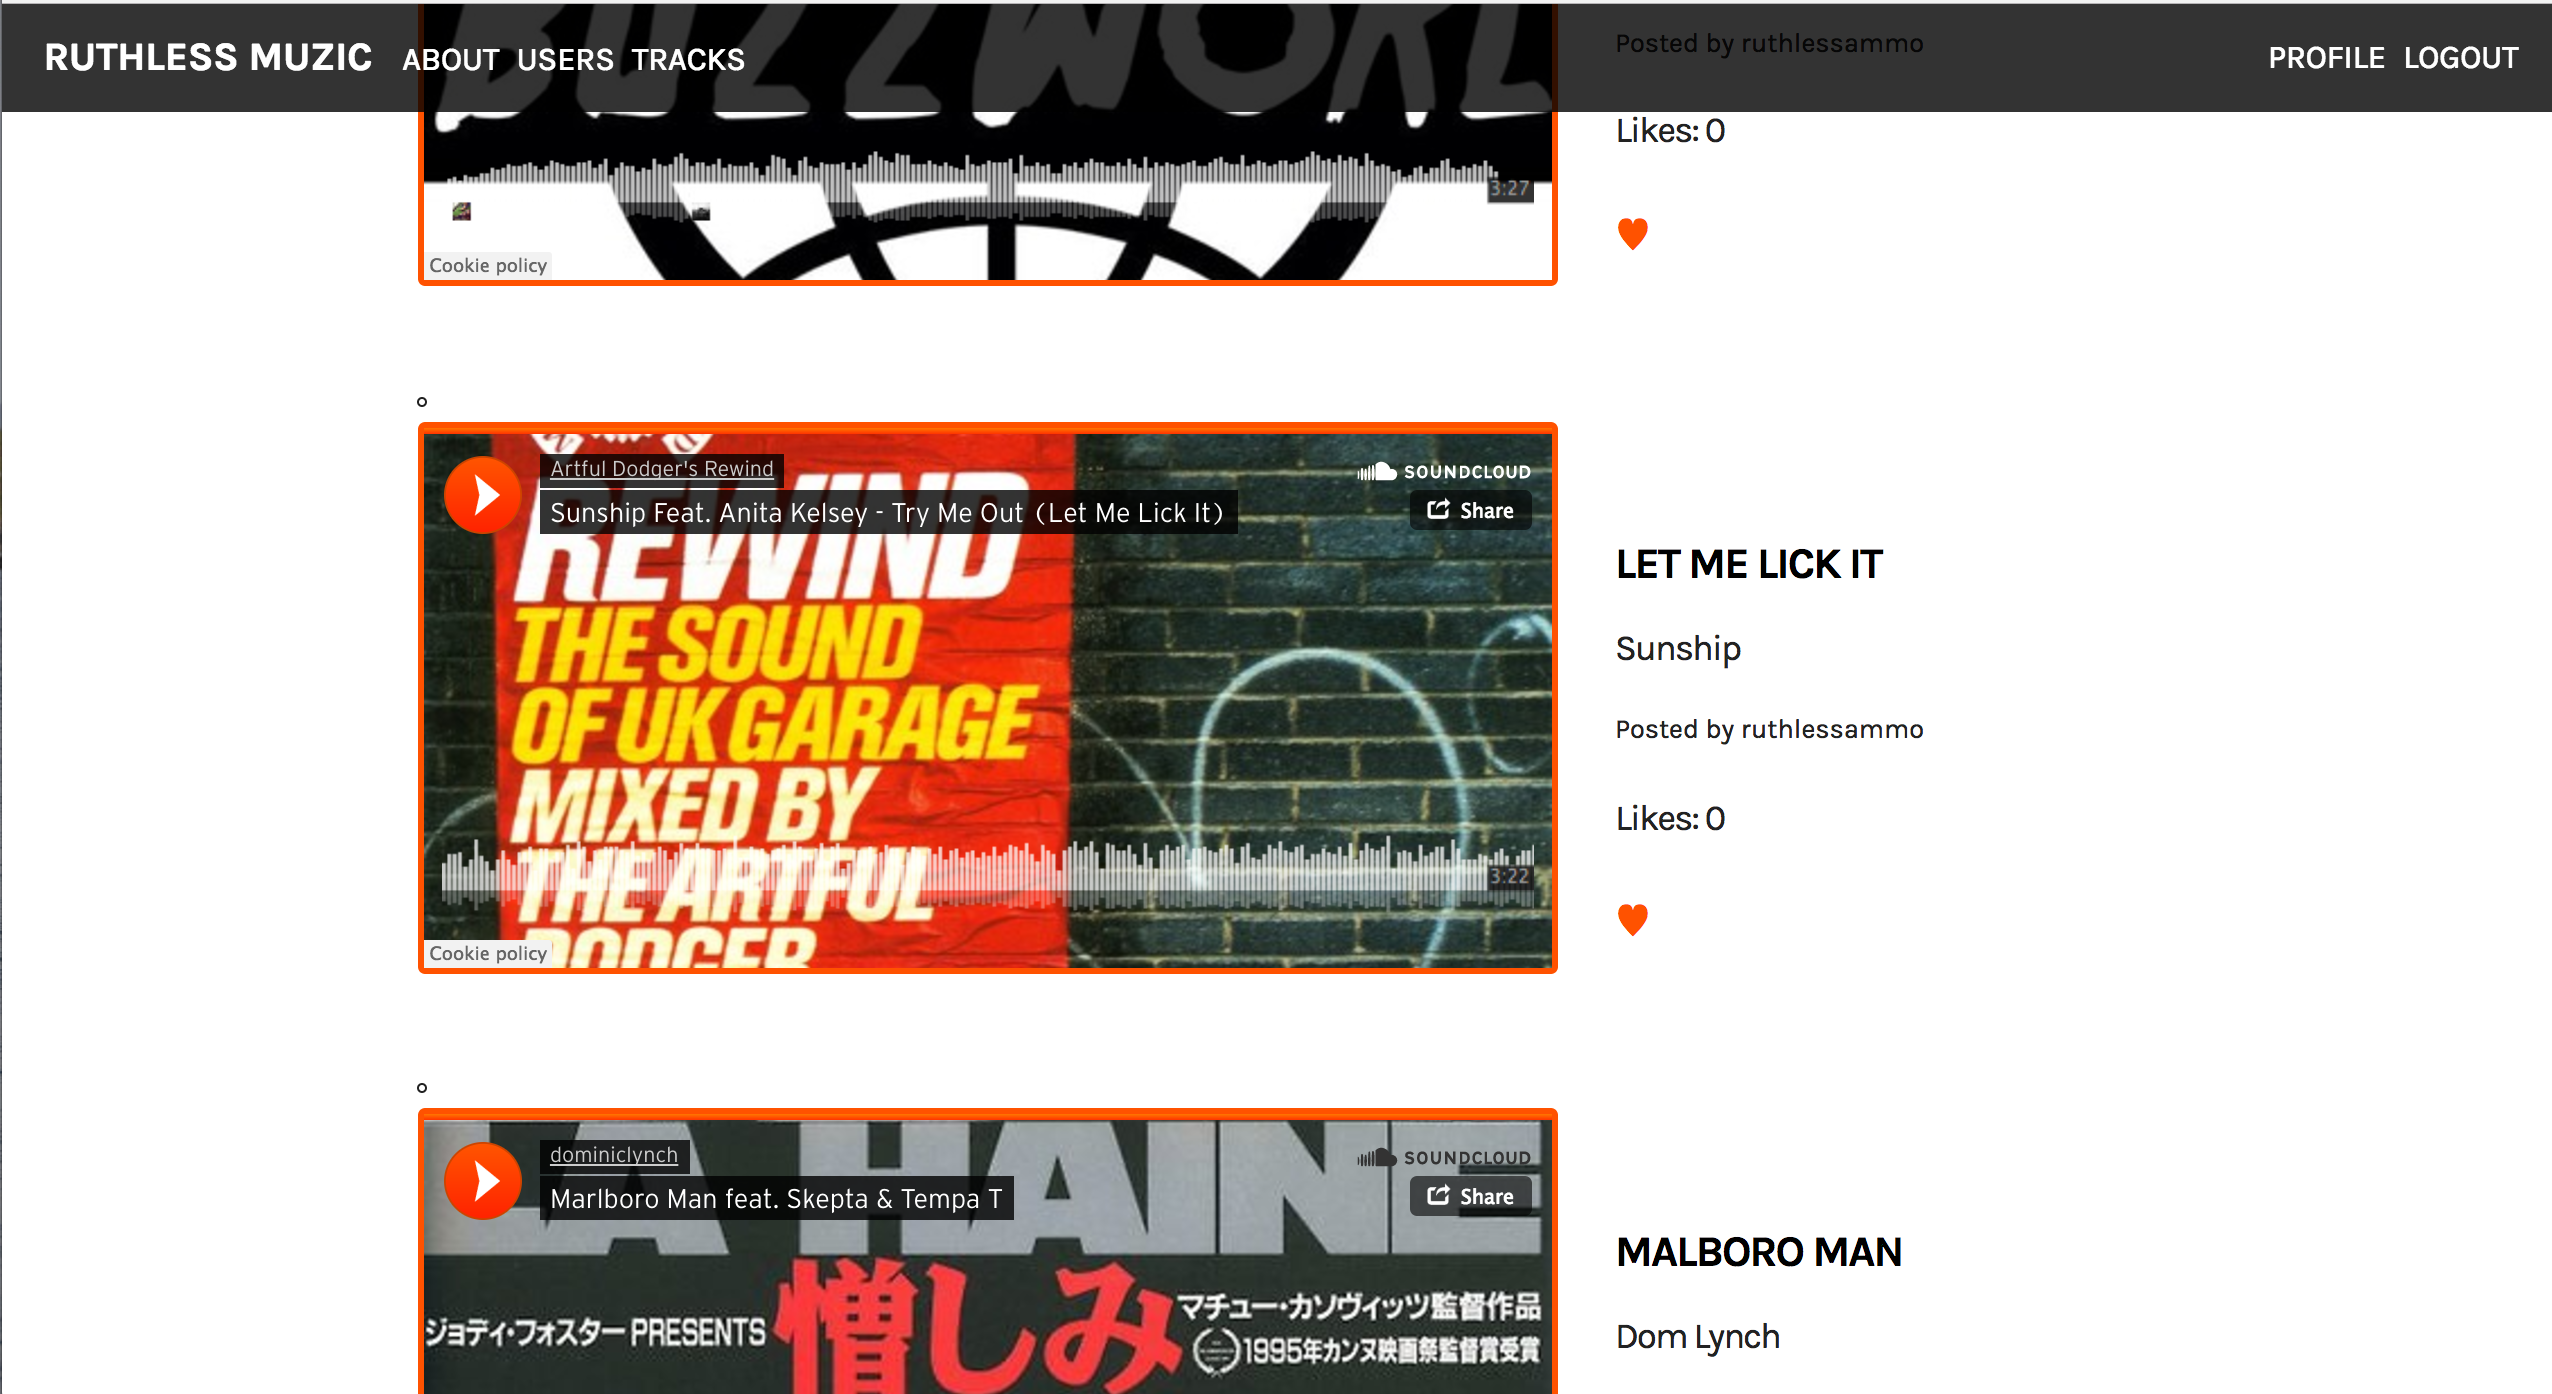 RUTHLESS MUZIC ABOUT USERS TRACKS PROFILE LOGOUT
BUZZWORL
Posted by ruthlessammo
Likes: 0
3:27
Cookie policy
Artful Dodger's Rewind
Sunship Feat. Anita Kelsey - Try Me Out (Let Me Lick It)
SOUNDCLOUD
Share
REWIND
THE SOUND
OF UK GARAGE
MIXED BY
THE ARTFUL
DODGER
3:22
Cookie policy
LET ME LICK IT
Sunship
Posted by ruthlessammo
Likes: 0
dominiclynch
Marlboro Man feat. Skepta & Tempa T
SOUNDCLOUD
Share
LA HAINE
憎しみ
ジョディ・フォスター PRESENTS
マチュー・カソヴィッツ監督作品
1995年カンヌ映画祭監督賞受賞
MALBORO MAN
Dom Lynch